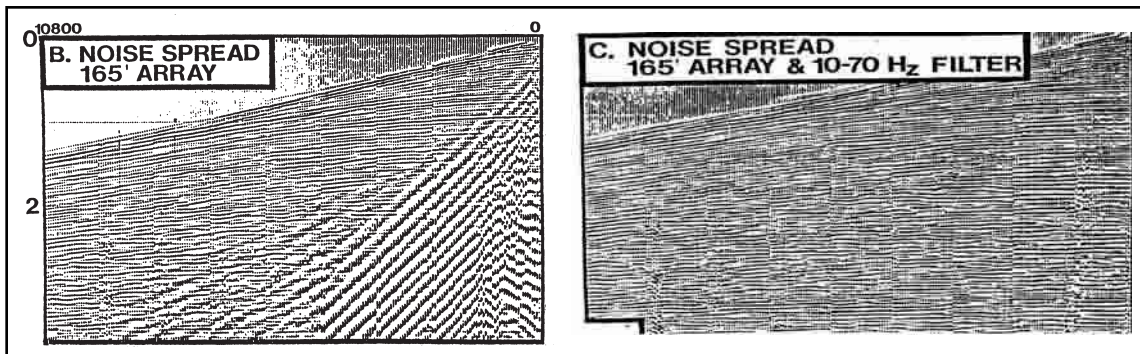 10800
0
0
B. NOISE SPREAD
165' ARRAY
2
C. NOISE SPREAD
165' ARRAY & 10-70 Hz FILTER